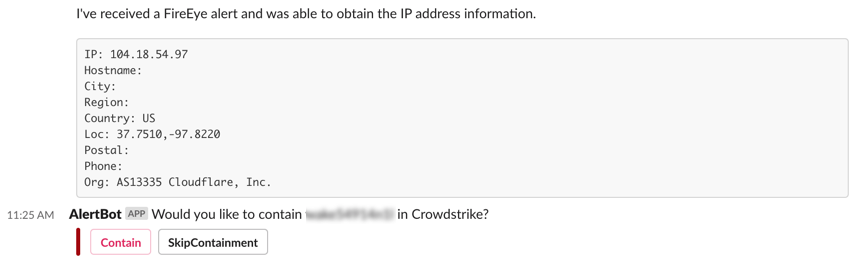 I've received a FireEye alert and was able to obtain the IP address information.
IP: 104.18.54.97
Hostname:
City:
Region:
Country: US
Loc: 37.7510,-97.8220
Postal:
Phone:
Org: AS13335 Cloudflare, Inc.
11:25 AM AlertBot APP Would you like to contain in Crowdstrike?
Contain SkipContainment